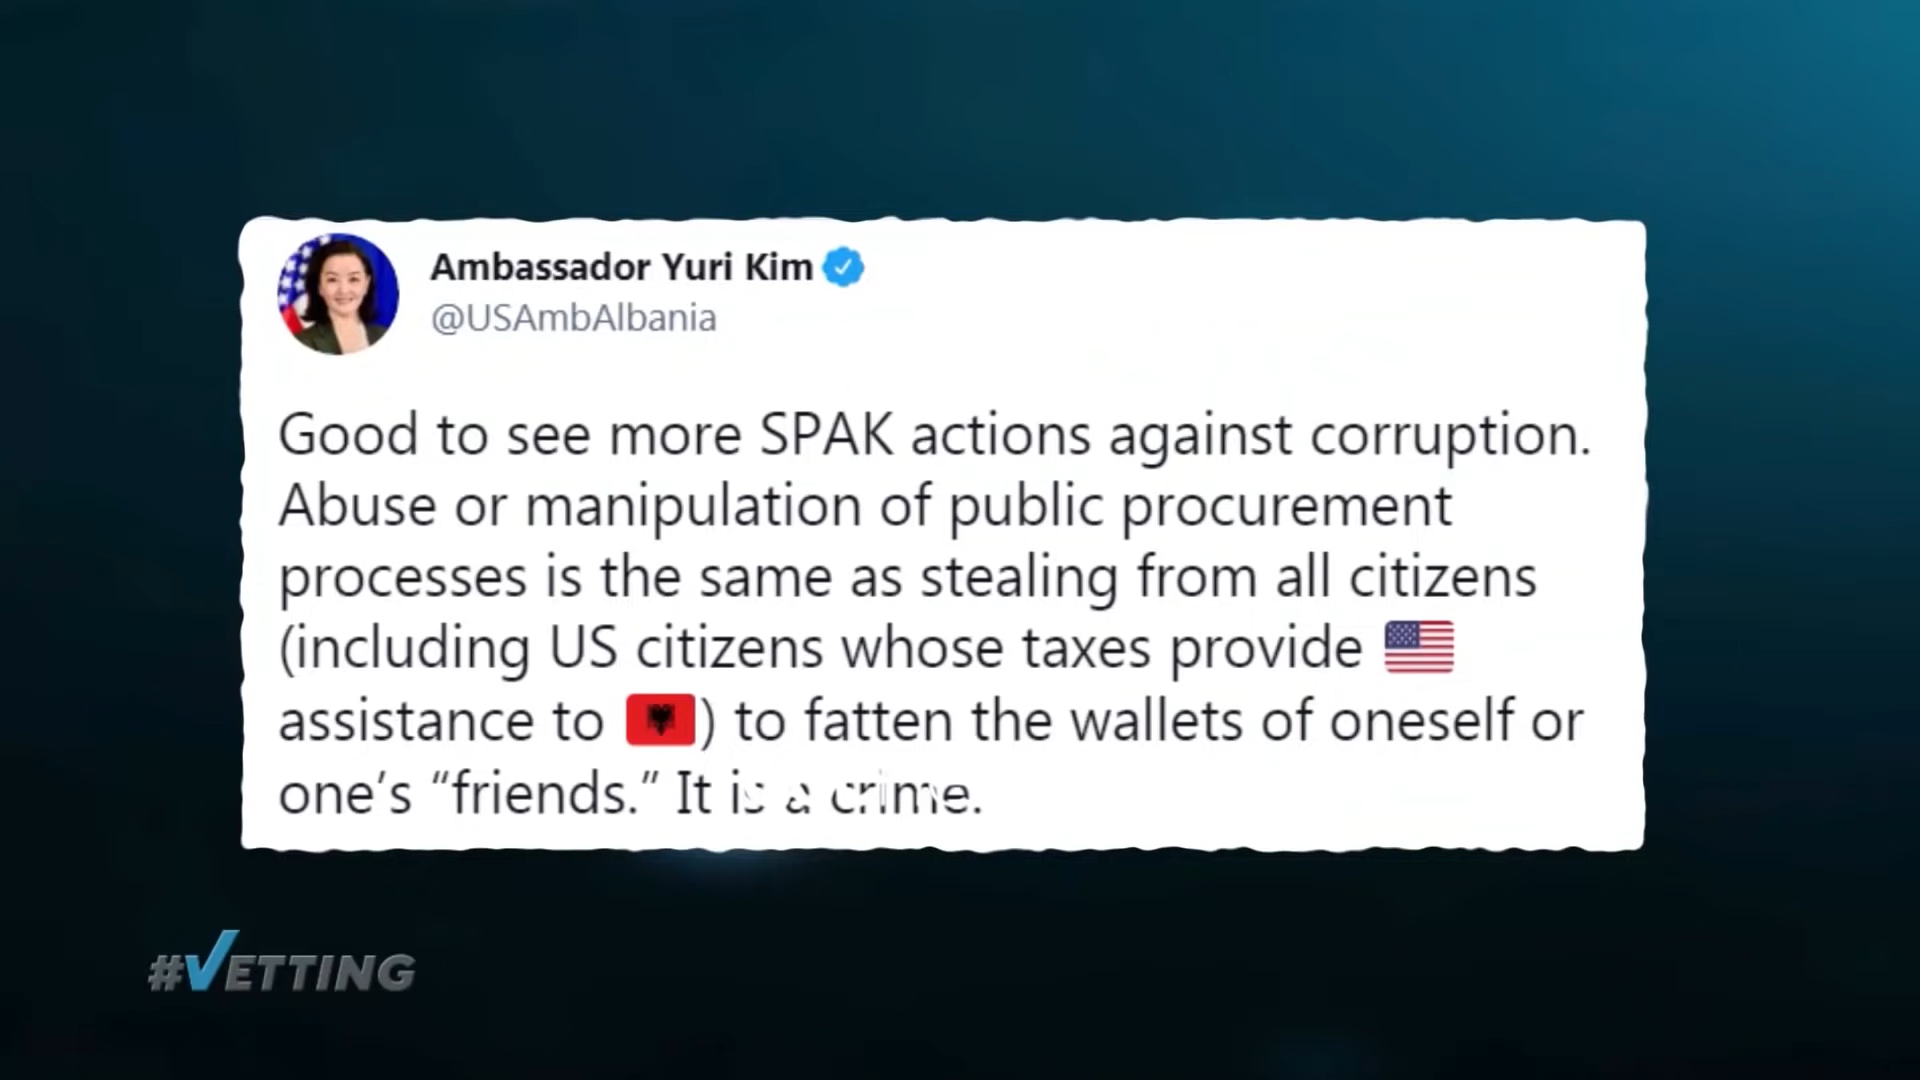 Ambassador Yuri Kim
@USAmbAlbania
Good to see more SPAK actions against corruption.
Abuse or manipulation of public procurement
processes is the same as stealing from all citizens
(including US citizens whose taxes provide 🇺🇸
assistance to 🇦🇱) to fatten the wallets of oneself or
one’s “friends.” It is a crime.
#VETTING